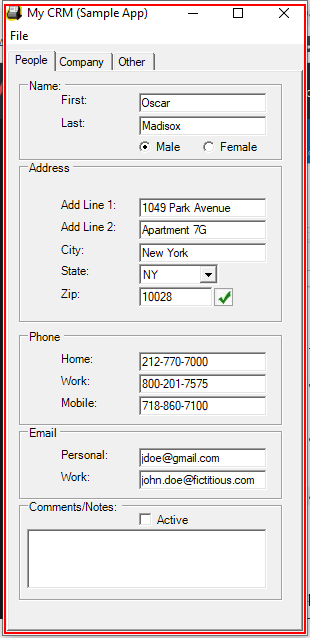 My CRM (Sample App)
File
People Company Other
Name:
First: Oscar
Last: Madisox
Male Female
Address
Add Line 1: 1049 Park Avenue
Add Line 2: Apartment 7G
City: New York
State: NY
Zip: 10028
Phone
Home: 212-770-7000
Work: 800-201-7575
Mobile: 718-860-7100
Email
Personal: jdoe@gmail.com
Work: john.doe@fictitious.com
Comments/Notes:
Active